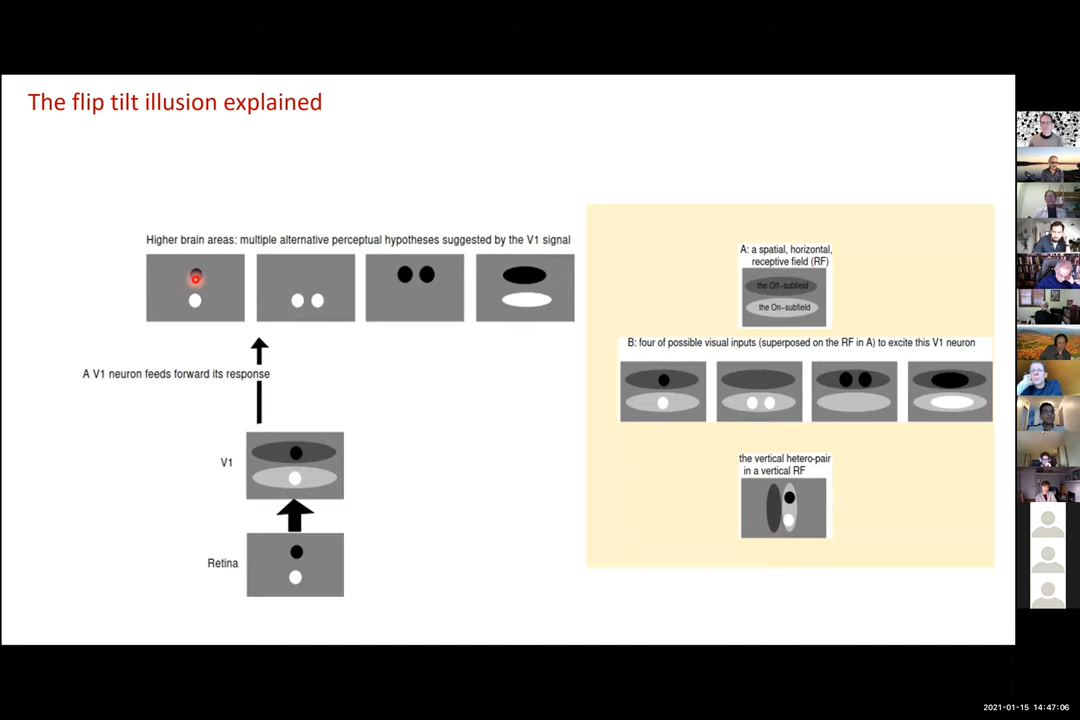 The flip tilt illusion explained
Higher brain areas: multiple alternative perceptual hypotheses suggested by the V1 signal
A V1 neuron feeds forward its response
V1
Retina
A: a spatial, horizontal,
receptive field (RF)
the Off-subfield
the On-subfield
B: four of possible visual inputs (superposed on the RF in A) to excite this V1 neuron
the vertical hetero-pair
in a vertical RF
2021-01-15 14:47:06